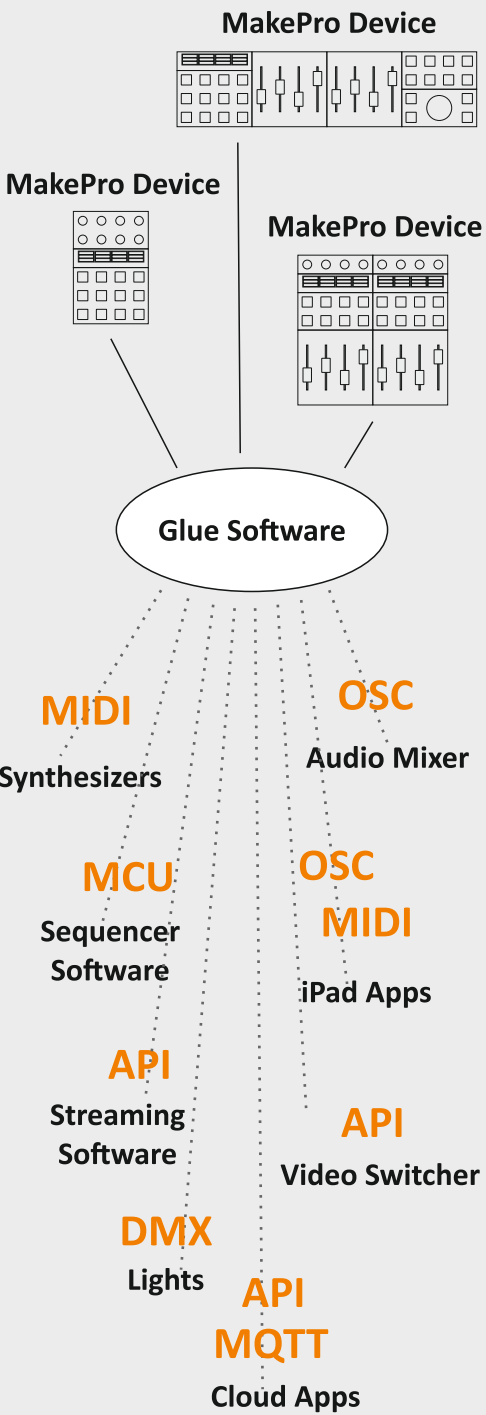 MakePro Device
MakePro Device
MakePro Device
Glue Software
MIDI
Synthesizers
OSC
Audio Mixer
MCU
Sequencer
Software
OSC
MIDI
iPad Apps
API
Streaming
Software
API
Video Switcher
DMX
Lights
API
MQTT
Cloud Apps